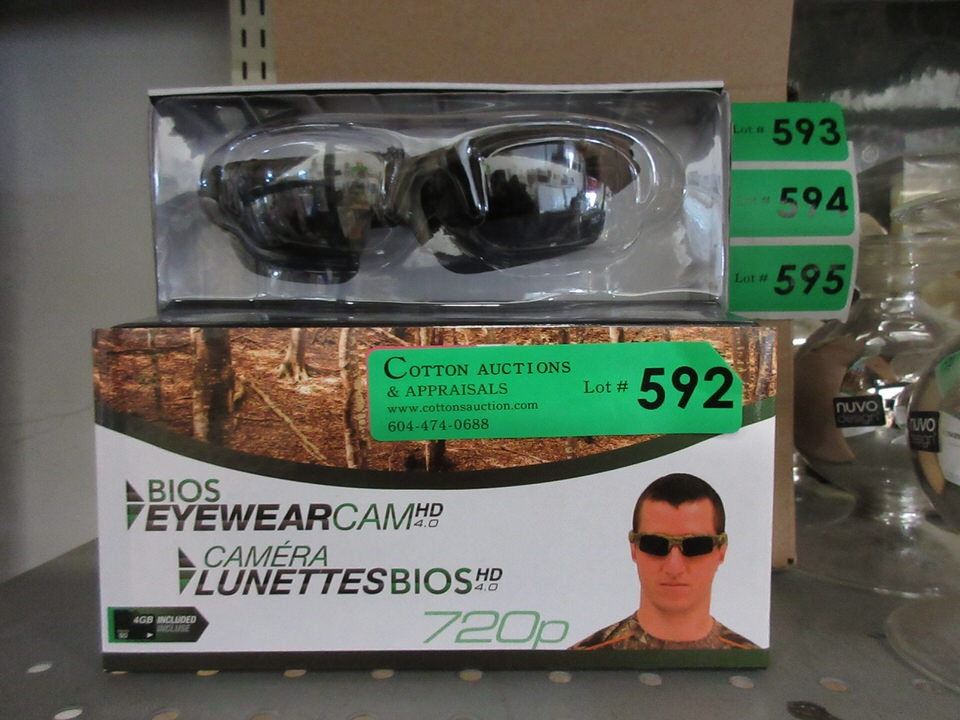 Lot # 593
Lot # 594
Lot # 595
COTTON AUCTIONS
& APPRAISALS
www.cottonsauction.com
604-474-0688
Lot # 592
BIOS
EYEWEARCAM HD 4.0
CAMÉRA
LUNETTESBIOS HD 4.0
720p
4GB INCLUDED
INCLUSE
nuvo
design
nuvo
design